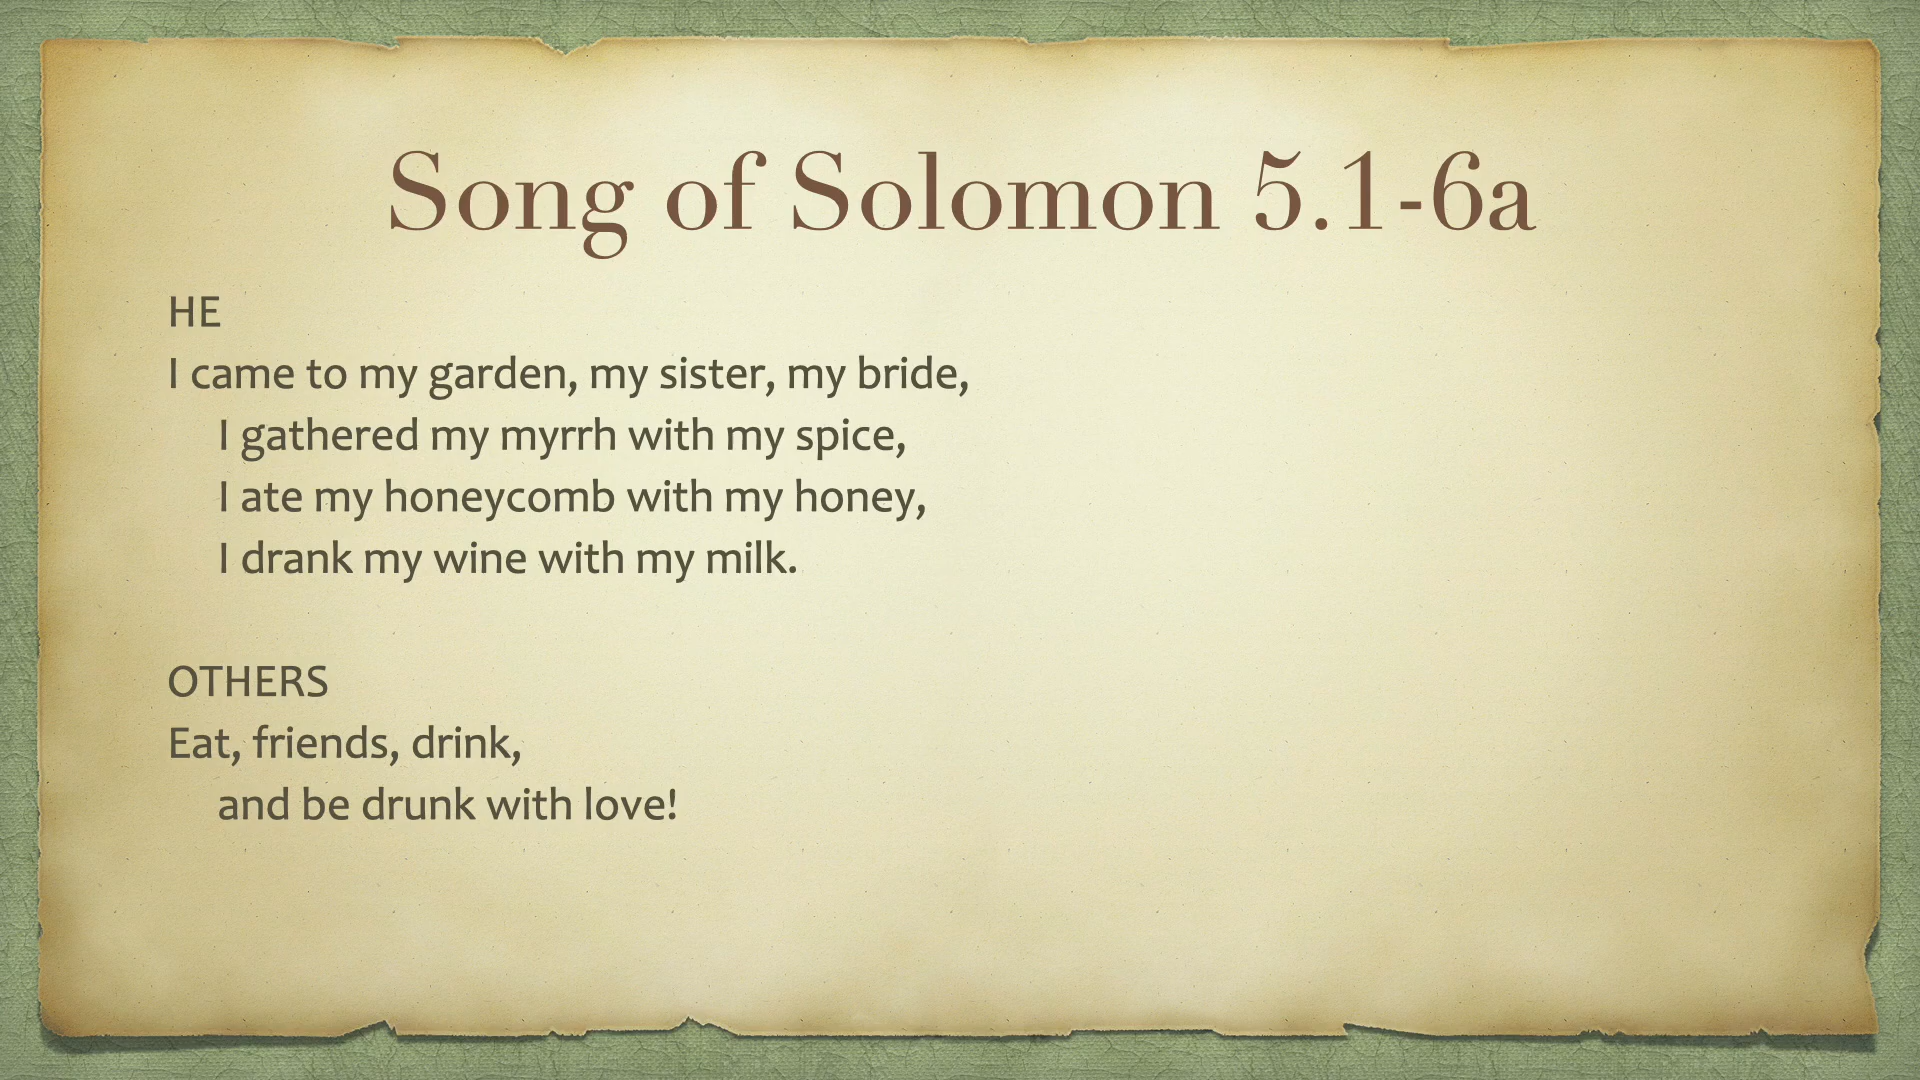 Song of Solomon 5.1-6a
HE
I came to my garden, my sister, my bride,
I gathered my myrrh with my spice,
I ate my honeycomb with my honey,
I drank my wine with my milk.
OTHERS
Eat, friends, drink,
and be drunk with love!